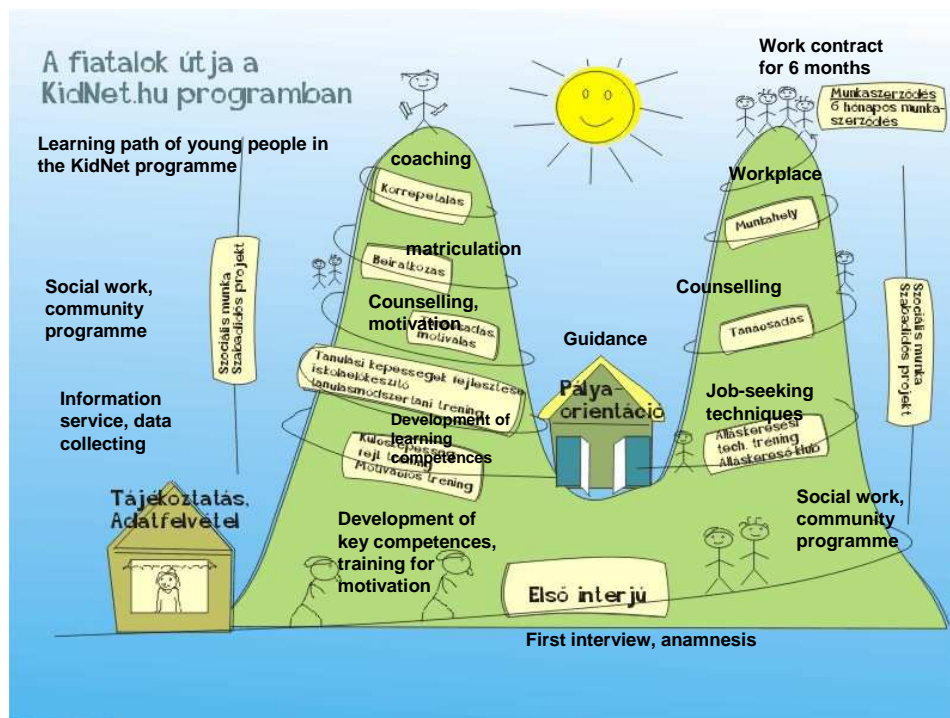 A fiatalok útja a
KidNet.hu programban
Learning path of young people in
the KidNet programme
Work contract
for 6 months
Munkaszerződés
6 hónapos munka-
szerződés
coaching
Korrepetálás
Workplace
Munkahely
matriculation
Beiratkozás
Szociális munka
Szabadidős projekt
Social work,
community
programme
Counselling,
motivation
motiválás
Counselling
Tanácsadás
Szociális munka
Szabadidős projekt
Guidance
Pálya-
orientáció
Tanulási képességek fejlesztése
iskolaelőkészítő
tanulásmódszertani tréning
Information
service, data
collecting
Job-seeking
techniques
Álláskeresési
tech. tréning
Álláskereső klub
Development of
learning
competences
Kulcsképesség
fejl. tréning
Motivációs tréning
Tájékoztatás,
Adatfelvétel
Development of
key competences,
training for
motivation
Social work,
community
programme
Első interjú
First interview, anamnesis